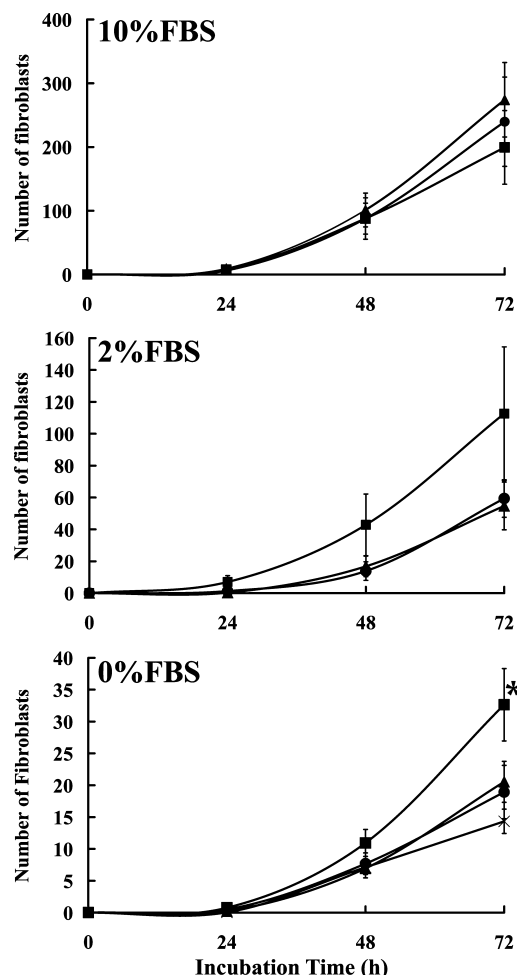 10%FBS
Number of fibroblasts
400
300
200
100
0
0 24 48 72
2%FBS
Number of fibroblasts
160
140
120
100
80
60
40
20
0
0 24 48 72
0%FBS
Number of Fibroblasts
40
35
30
25
20
15
10
5
0
*
0 24 48 72
Incubation Time (h)